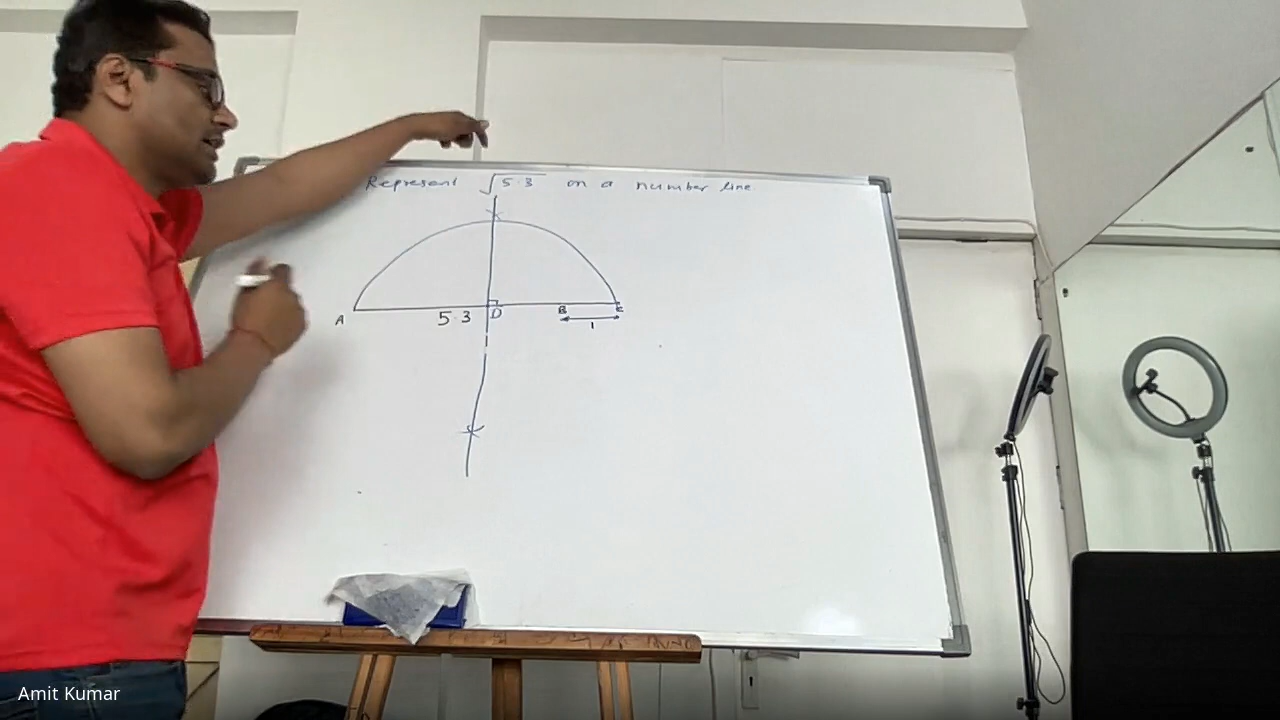 Represent √5.3 on a number line.
A 5.3 D B C
1
Amit Kumar